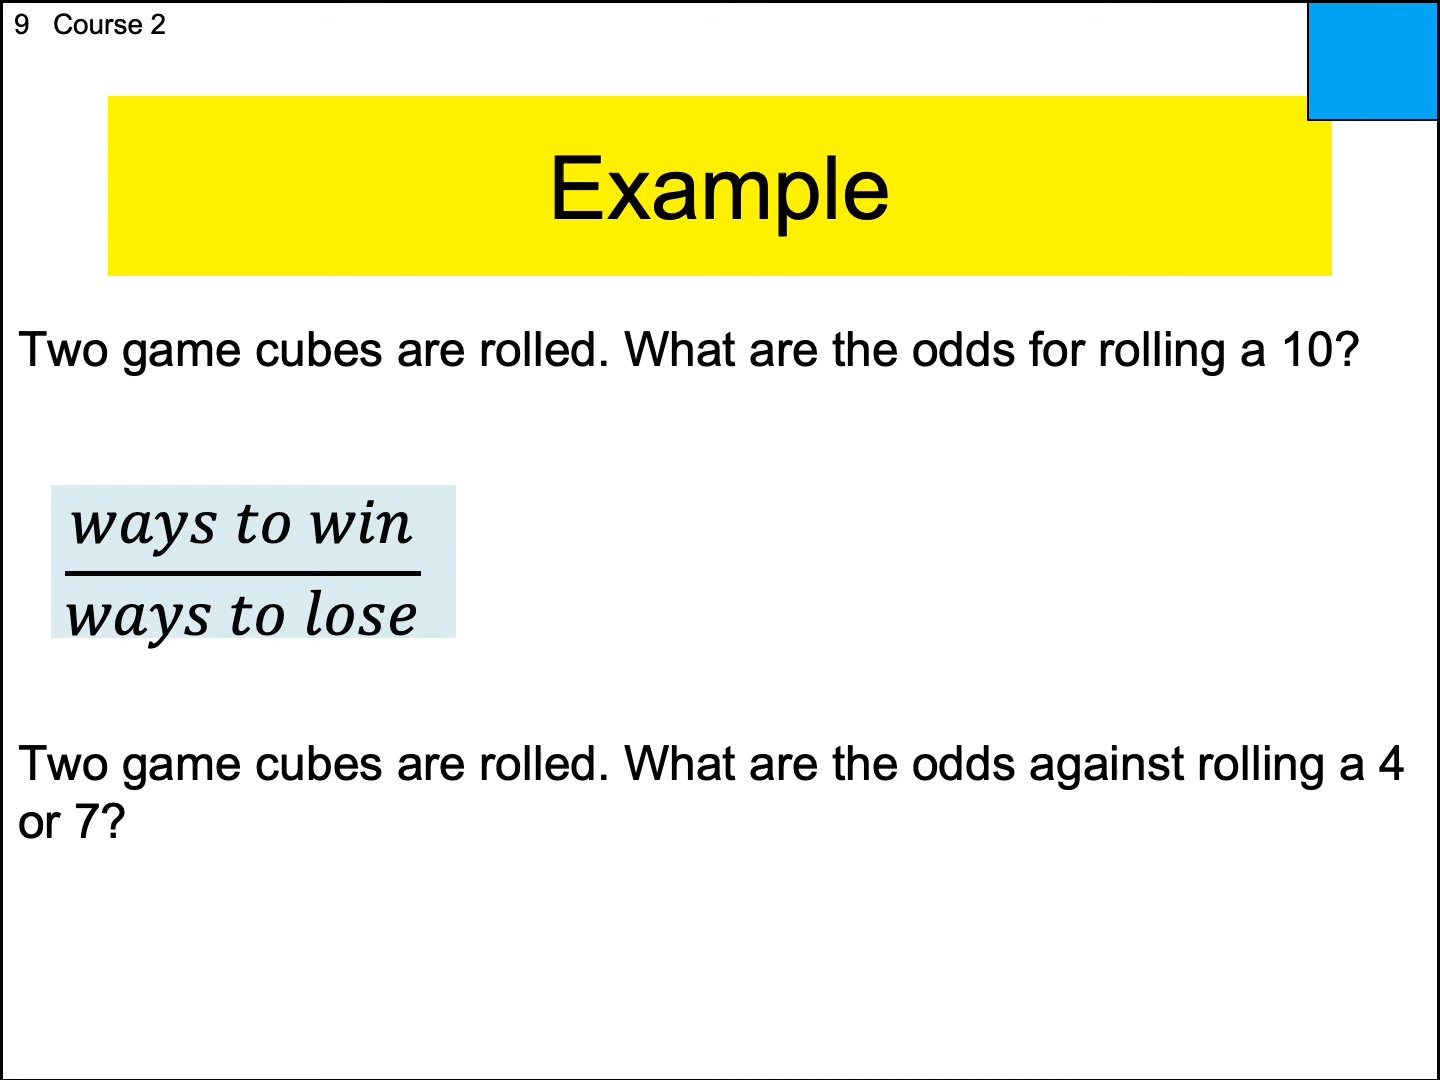 9 Course 2
Example
Two game cubes are rolled. What are the odds for rolling a 10?
ways to win
ways to lose
Two game cubes are rolled. What are the odds against rolling a 4
or 7?